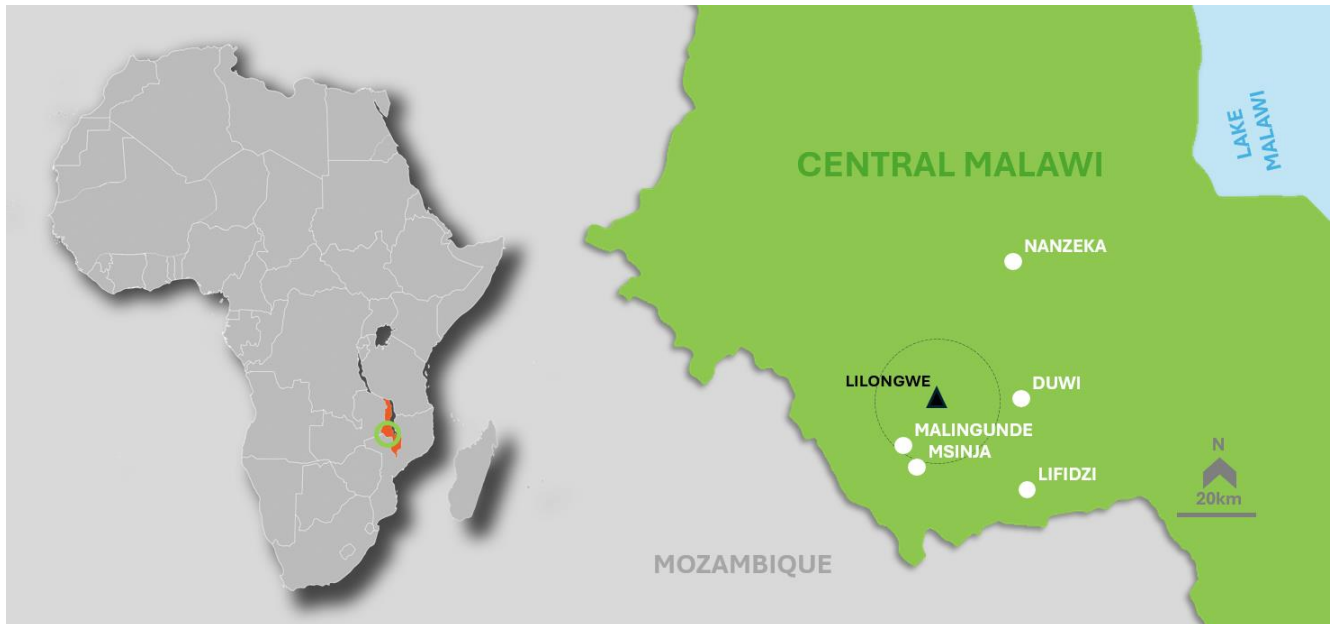 LAKE
MALAWI
CENTRAL MALAWI
NANZEKA
LILONGWE
DUWI
MALINGUNDE
MSINJA
LIFIDZI
N
20km
MOZAMBIQUE